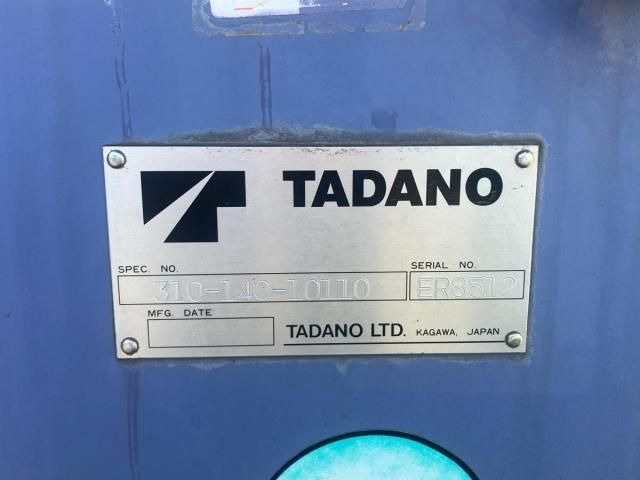 TADANO
SPEC. NO. SERIAL NO.
310-140-10110 ER8512
MFG. DATE
TADANO LTD. KAGAWA, JAPAN